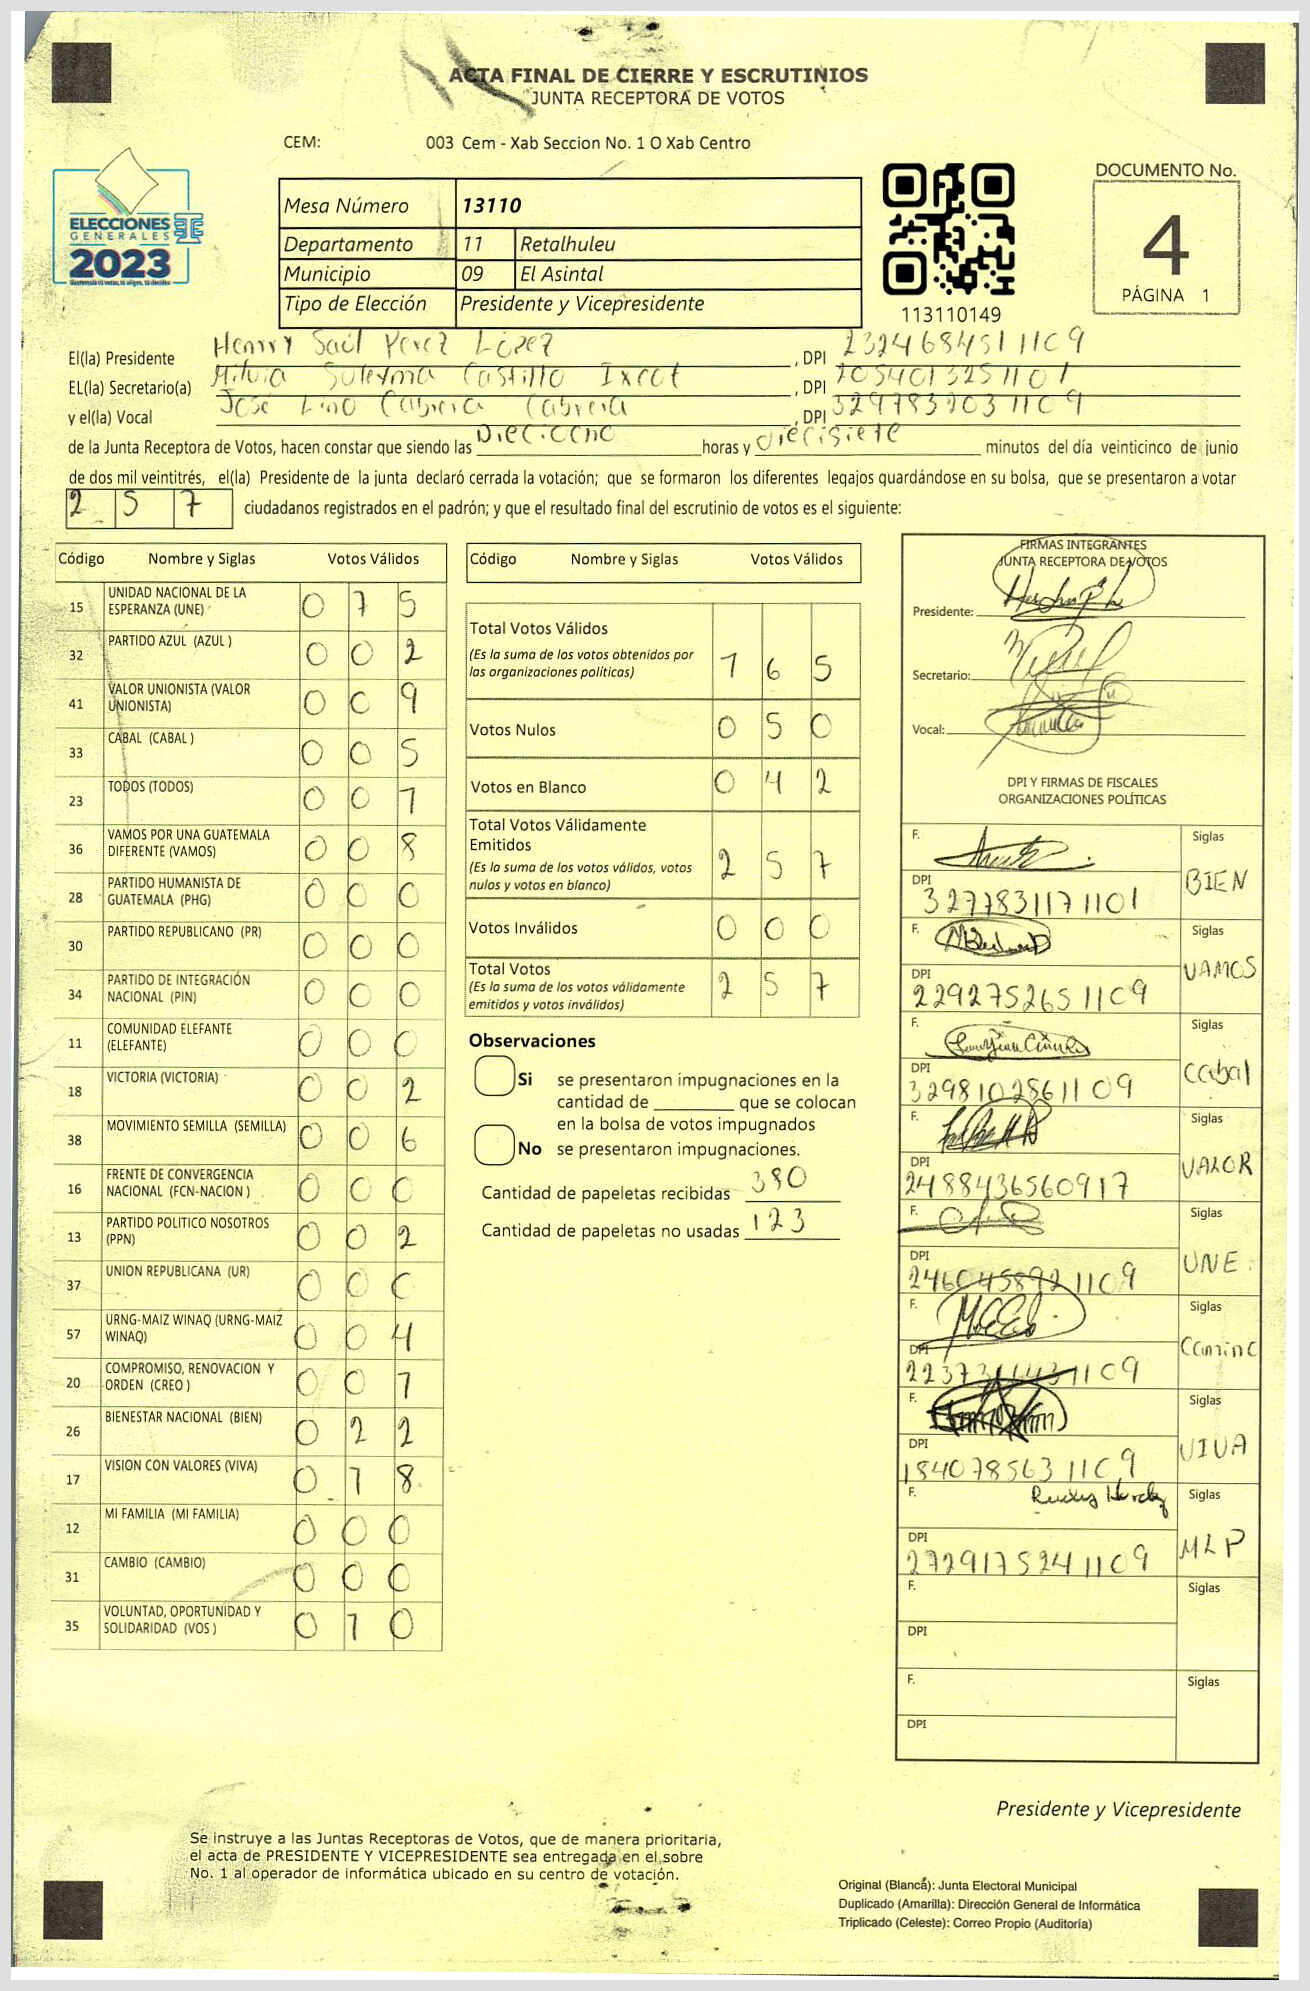 ACTA FINAL DE CIERRE Y ESCRUTINIOS
JUNTA RECEPTORA DE VOTOS
CEM: 003 Cem - Xab Seccion No. 1 O Xab Centro
ELECCIONES
GENERALES
2023
Mesa Número 13110
Departamento 11 Retalhuleu
Municipio 09 El Asintal
Tipo de Elección Presidente y Vicepresidente
113110149
DOCUMENTO No.
4
PÁGINA 1
El(la) Presidente Henrry Saúl Perez López , DPI 2324684511109
EL(la) Secretario(a) Suleyma Castillo Ixcot , DPI 2054013251101
y el(la) Vocal José Lino Cabrera Cabrera , DPI 3297832031109
de la Junta Receptora de Votos, hacen constar que siendo las Dieciocho horas y diecisiete minutos del día veinticinco de junio
de dos mil veintitrés, el(la) Presidente de la junta declaró cerrada la votación; que se formaron los diferentes legajos guardándose en su bolsa, que se presentaron a votar
2 5 7 ciudadanos registrados en el padrón; y que el resultado final del escrutinio de votos es el siguiente:
Código Nombre y Siglas Votos Válidos
15 UNIDAD NACIONAL DE LA ESPERANZA (UNE) 0 7 5
32 PARTIDO AZUL (AZUL ) 0 0 2
41 VALOR UNIONISTA (VALOR UNIONISTA) 0 0 9
33 CABAL (CABAL ) 0 0 5
23 TODOS (TODOS) 0 0 1
36 VAMOS POR UNA GUATEMALA DIFERENTE (VAMOS) 0 0 8
28 PARTIDO HUMANISTA DE GUATEMALA (PHG) 0 0 0
30 PARTIDO REPUBLICANO (PR) 0 0 0
34 PARTIDO DE INTEGRACIÓN NACIONAL (PIN) 0 0 0
11 COMUNIDAD ELEFANTE (ELEFANTE) 0 0 0
18 VICTORIA (VICTORIA) 0 0 2
38 MOVIMIENTO SEMILLA (SEMILLA) 0 0 6
16 FRENTE DE CONVERGENCIA NACIONAL (FCN-NACION ) 0 0 0
13 PARTIDO POLITICO NOSOTROS (PPN) 0 0 2
37 UNION REPUBLICANA (UR) 0 0 0
57 URNG-MAIZ WINAQ (URNG-MAIZ WINAQ) 0 0 4
20 COMPROMISO, RENOVACION Y ORDEN (CREO ) 0 0 1
26 BIENESTAR NACIONAL (BIEN) 0 2 2
17 VISION CON VALORES (VIVA) 0 1 8
12 MI FAMILIA (MI FAMILIA) 0 0 0
31 CAMBIO (CAMBIO) 0 0 0
35 VOLUNTAD, OPORTUNIDAD Y SOLIDARIDAD (VOS ) 0 1 0
Código Nombre y Siglas Votos Válidos
Total Votos Válidos
(Es la suma de los votos obtenidos por
las organizaciones políticas) 1 6 5
Votos Nulos 0 5 0
Votos en Blanco 0 4 2
Total Votos Válidamente
Emitidos
(Es la suma de los votos válidos, votos
nulos y votos en blanco) 2 5 7
Votos Inválidos 0 0 0
Total Votos
(Es la suma de los votos válidamente
emitidos y votos inválidos) 2 5 7
Observaciones
Si se presentaron impugnaciones en la
cantidad de ________ que se colocan
en la bolsa de votos impugnados
No se presentaron impugnaciones.
Cantidad de papeletas recibidas 380
Cantidad de papeletas no usadas 123
FIRMAS INTEGRANTES
JUNTA RECEPTORA DE VOTOS
Presidente:
Secretario:
Vocal:
DPI Y FIRMAS DE FISCALES
ORGANIZACIONES POLÍTICAS
F. Siglas
DPI BIEN
3277831171101
F. Siglas
DPI VAMOS
2292752651109
F. Siglas
DPI Cabal
3298102861109
F. Siglas
DPI VALOR
2488436560917
F. Siglas
DPI UNE
2460458921109
F. Siglas
DPI Camino
2237311431109
F. Siglas
DPI VIVA
1840785631109
F. Siglas
DPI MLP
2729175241109
F. Siglas
DPI
F. Siglas
DPI
Presidente y Vicepresidente
Se instruye a las Juntas Receptoras de Votos, que de manera prioritaria,
el acta de PRESIDENTE Y VICEPRESIDENTE sea entregada en el sobre
No. 1 al operador de informática ubicado en su centro de votación.
Original (Blanca): Junta Electoral Municipal
Duplicado (Amarilla): Dirección General de Informática
Triplicado (Celeste): Correo Propio (Auditoría)